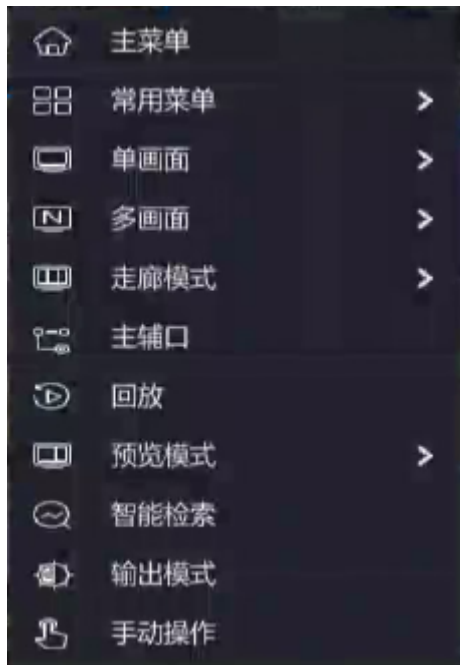 主菜单
常用菜单
单画面
多画面
走廊模式
主辅口
回放
预览模式
智能检索
输出模式
手动操作